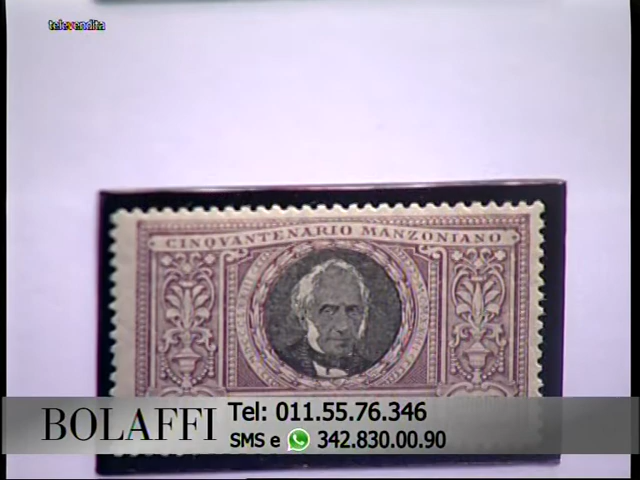 televendita
CINQVANTENARIO MANZONIANO
BOLAFFI
Tel: 011.55.76.346
SMS e 342.830.00.90